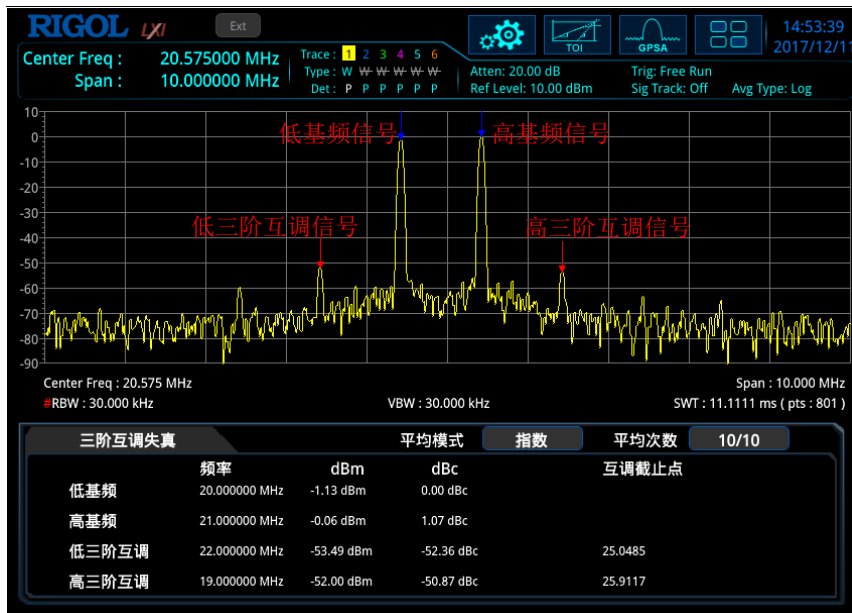 RIGOL LXI Ext 14:53:39
TOI GPSA 2017/12/11
Center Freq : 20.575000 MHz Trace : 1 2 3 4 5 6
Span : 10.000000 MHz Type : W W W W W W Atten: 20.00 dB Trig: Free Run
Det : P P P P P P Ref Level: 10.00 dBm Sig Track: Off Avg Type: Log
10
0
-10
-20
-30
-40
-50
-60
-70
-80
-90
低基频信号 高基频信号
低三阶互调信号 高三阶互调信号
Center Freq : 20.575 MHz Span : 10.000 MHz
#RBW : 30.000 kHz VBW : 30.000 kHz SWT : 11.1111 ms ( pts : 801 )
三阶互调失真 平均模式 指数 平均次数 10/10
频率 dBm dBc 互调截止点
低基频 20.000000 MHz -1.13 dBm 0.00 dBc
高基频 21.000000 MHz -0.06 dBm 1.07 dBc
低三阶互调 22.000000 MHz -53.49 dBm -52.36 dBc 25.0485
高三阶互调 19.000000 MHz -52.00 dBm -50.87 dBc 25.9117